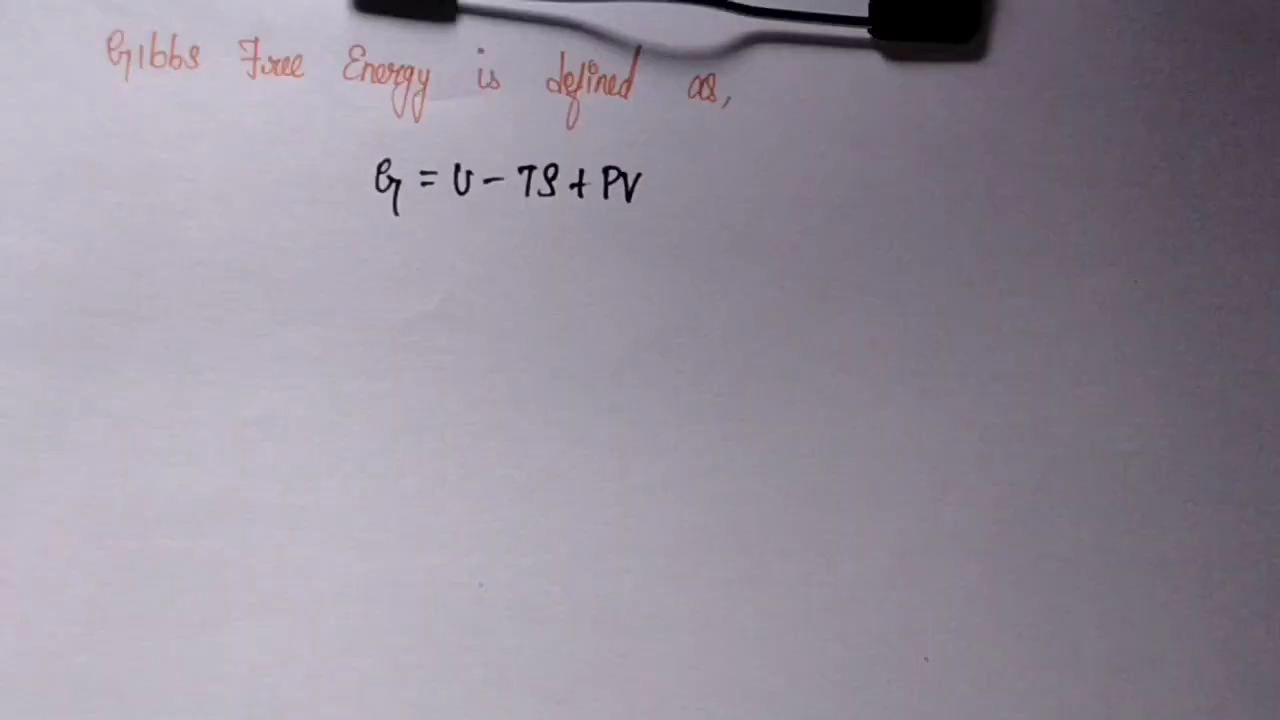 Gibbs Free Energy is defined as,
G = U - TS + PV